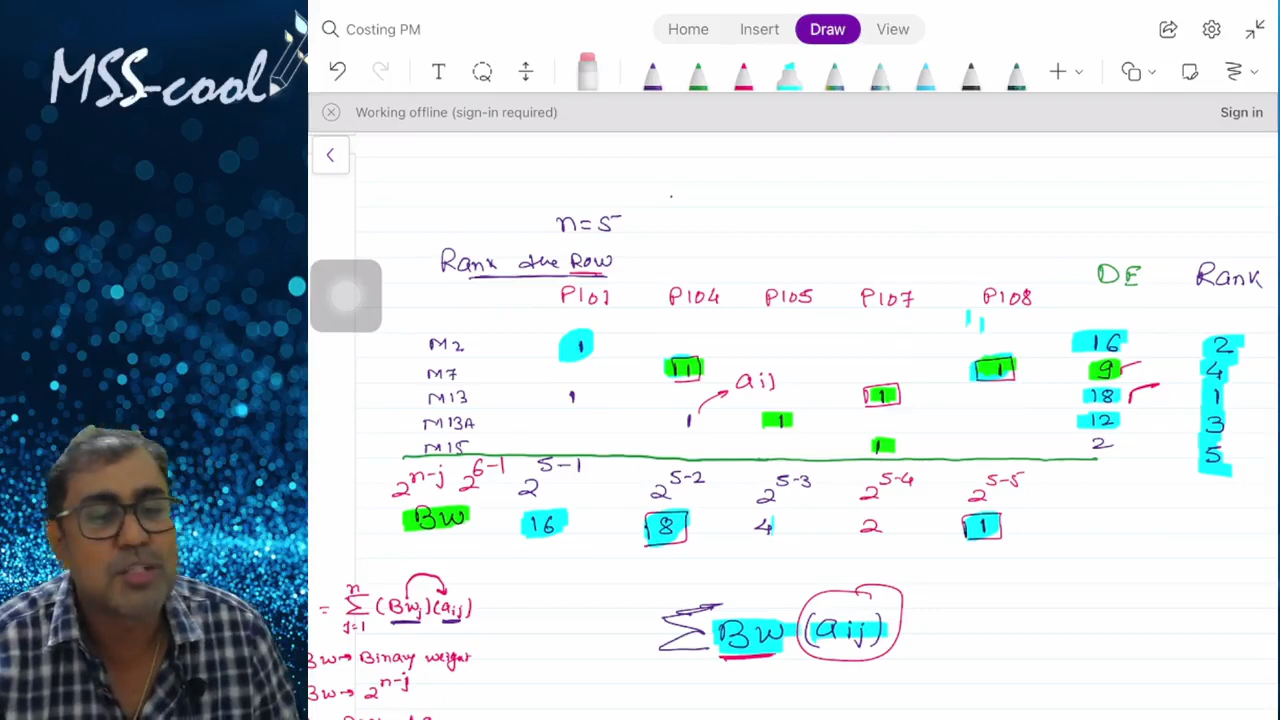 MSS-cool
Costing PM
Home Insert Draw View
Working offline (sign-in required)
Sign in
n=5
Rank the Row
DE Rank
P101 P104 P105 P107 P108
M2 1 16 2
M7 1 1 9 4
aij
M13 1 1 18 1
M13A 1 1 12 3
M15 1 2 5
2^n-j 2^6-1 2^5-1 2^5-2 2^5-3 2^5-4 2^5-5
BW 16 8 4 2 1
= n∑j=1 (BWj)(aij)
∑ BW (aij)
BW → Binary weight
BW → 2^n-j